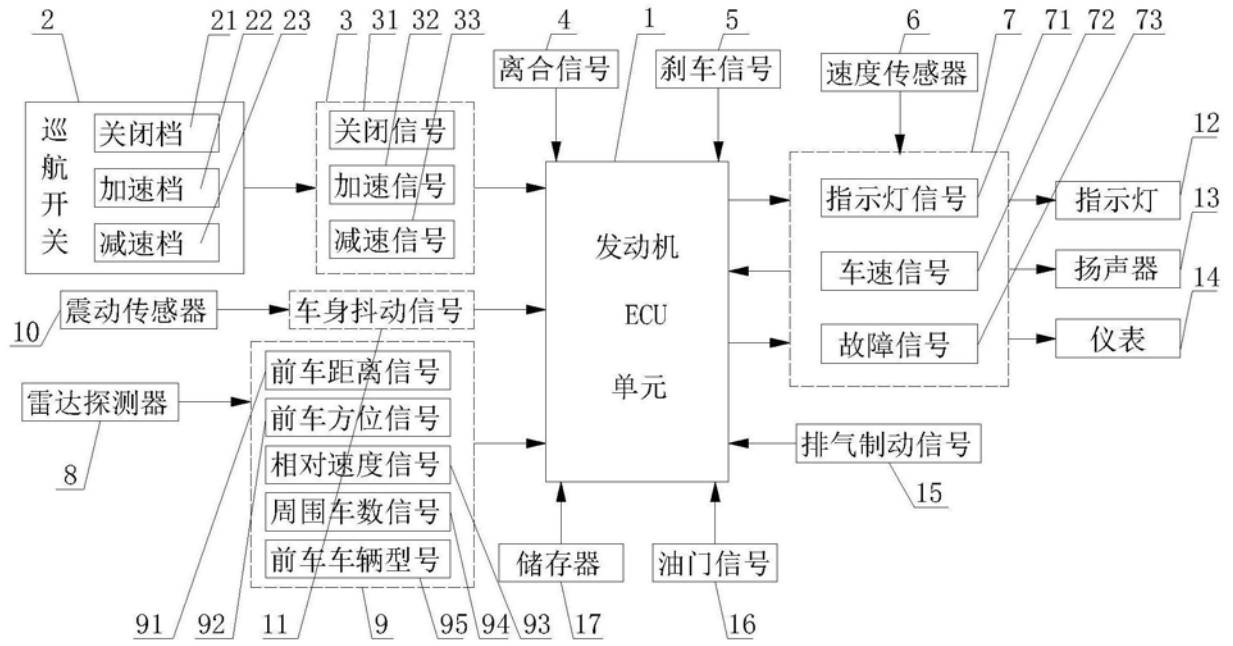 2 21 22 23 3 31 32 33 4 1 5 6 7 71 72 73
离合信号
刹车信号
速度传感器
巡航开关
关闭档
加速档
减速档
关闭信号
加速信号
减速信号
发动机
ECU
单元
指示灯信号
车速信号
故障信号
12
指示灯
13
扬声器
14
仪表
10
震动传感器
车身抖动信号
雷达探测器
8
前车距离信号
前车方位信号
相对速度信号
周围车数信号
前车车辆型号
排气制动信号
15
储存器
油门信号
91 92 11 9 95 94 93 17 16